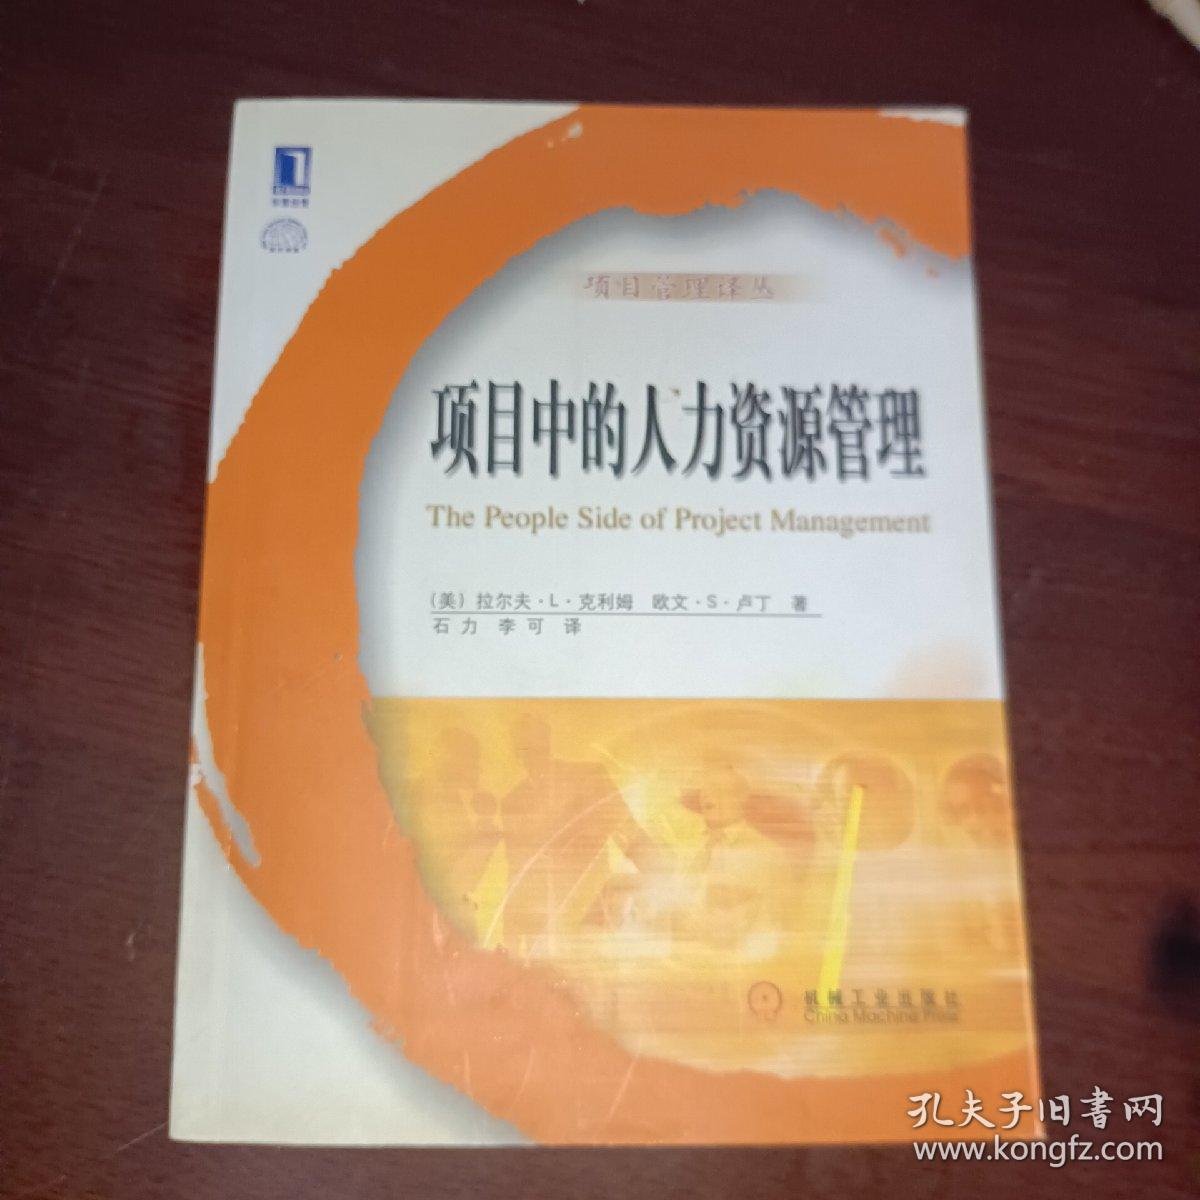 项目管理译丛
项目中的人力资源管理
The People Side of Project Management
(美) 拉尔夫·L·克利姆 欧文·S·卢丁 著
石力 李可 译
机械工业出版社
China Machine Press
孔夫子旧書网
www.kongfz.com